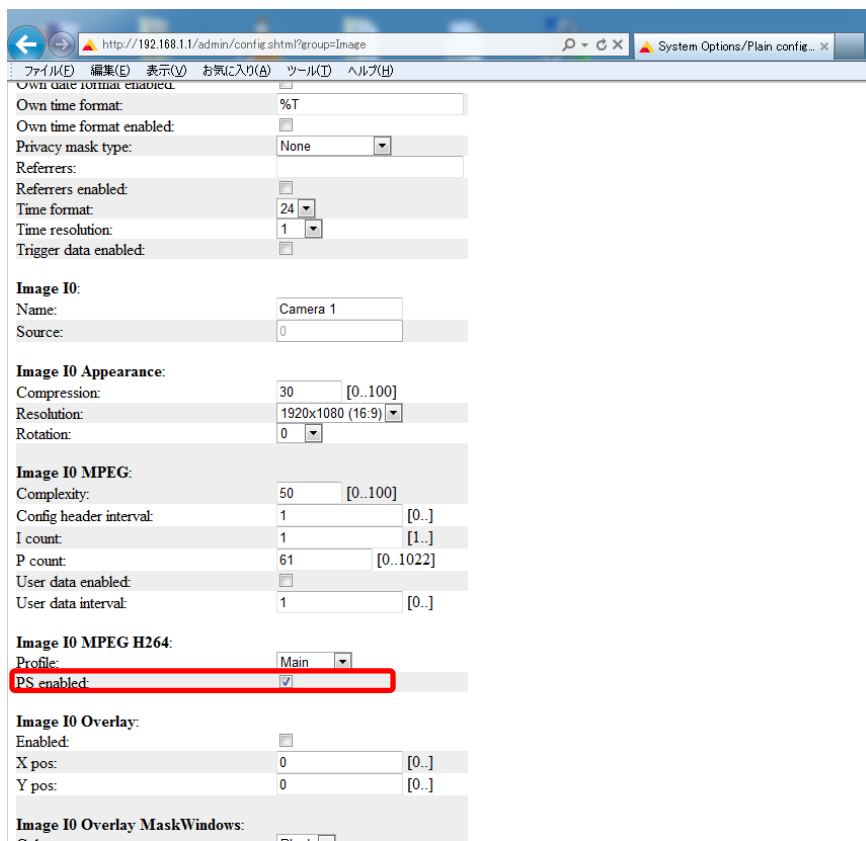 http://192.168.1.1/admin/config.shtml?group=Image
System Options/Plain config...
ファイル(F) 編集(E) 表示(V) お気に入り(A) ツール(T) ヘルプ(H)
Own date format enabled:
Own time format: %T
Own time format enabled:
Privacy mask type: None
Referrers:
Referrers enabled:
Time format: 24
Time resolution: 1
Trigger data enabled:
Image I0:
Name: Camera 1
Source: 0
Image I0 Appearance:
Compression: 30 [0..100]
Resolution: 1920x1080 (16:9)
Rotation: 0
Image I0 MPEG:
Complexity: 50 [0..100]
Config header interval: 1 [0..]
I count: 1 [1..]
P count: 61 [0..1022]
User data enabled:
User data interval: 1 [0..]
Image I0 MPEG H264:
Profile: Main
PS enabled:
Image I0 Overlay:
Enabled:
X pos: 0 [0..]
Y pos: 0 [0..]
Image I0 Overlay MaskWindows: